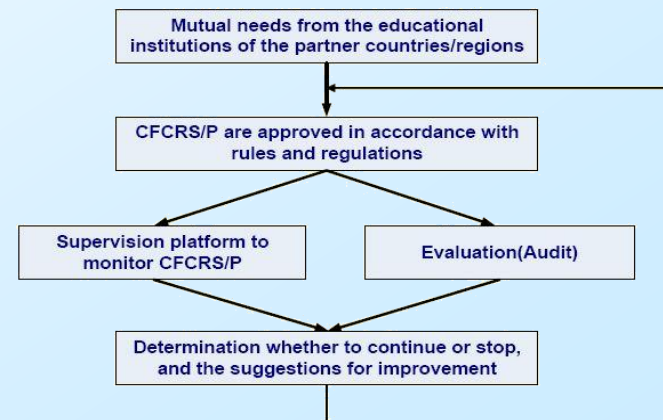 Mutual needs from the educational
institutions of the partner countries/regions
CFCRS/P are approved in accordance with
rules and regulations
Supervision platform to
monitor CFCRS/P
Evaluation(Audit)
Determination whether to continue or stop,
and the suggestions for improvement